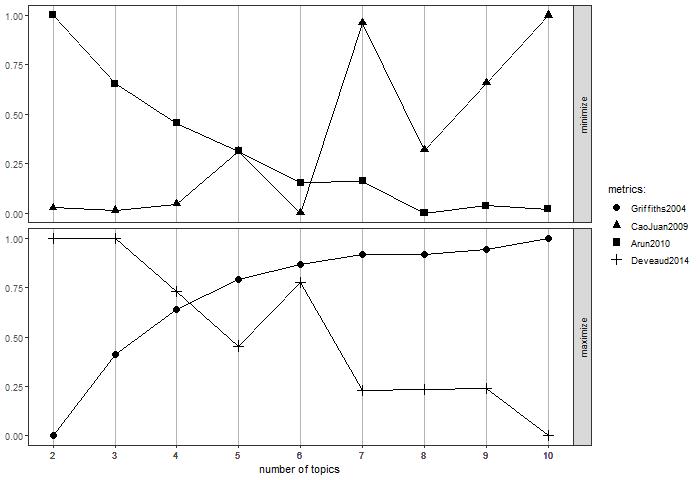 1.00
0.75
0.50
0.25
0.00
minimize
1.00
0.75
0.50
0.25
0.00
maximize
2 3 4 5 6 7 8 9 10
number of topics
metrics:
Griffiths2004
CaoJuan2009
Arun2010
Deveaud2014